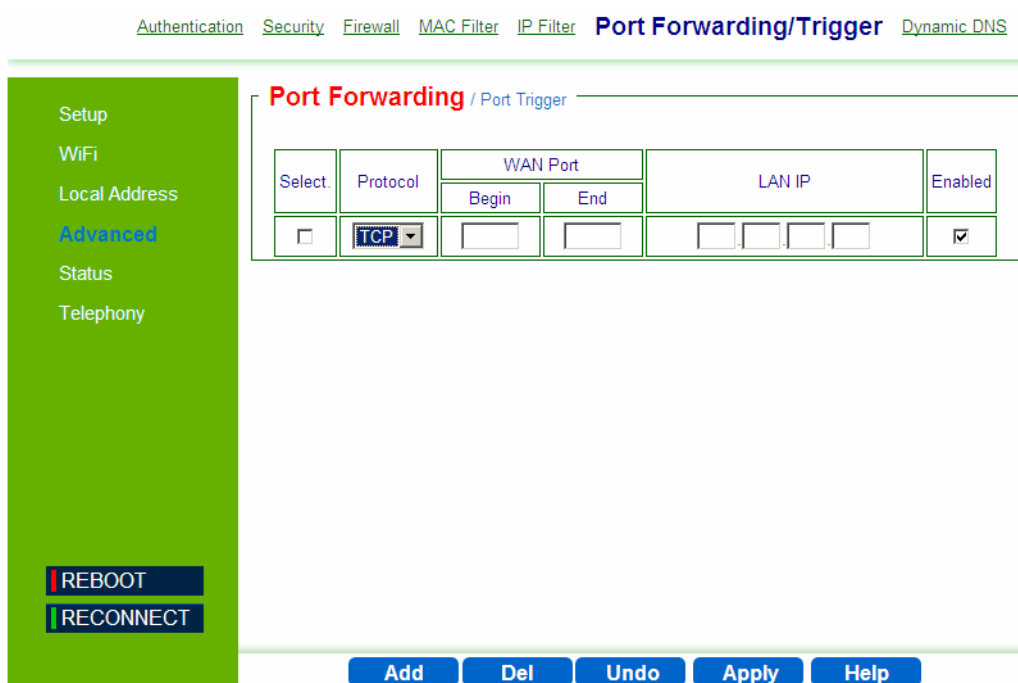 Authentication Security Firewall MAC Filter IP Filter Port Forwarding/Trigger Dynamic DNS
Setup
WiFi
Local Address
Advanced
Status
Telephony
REBOOT
RECONNECT
Port Forwarding / Port Trigger
Select. Protocol WAN Port LAN IP Enabled
Begin End
TCP . . .
Add Del Undo Apply Help